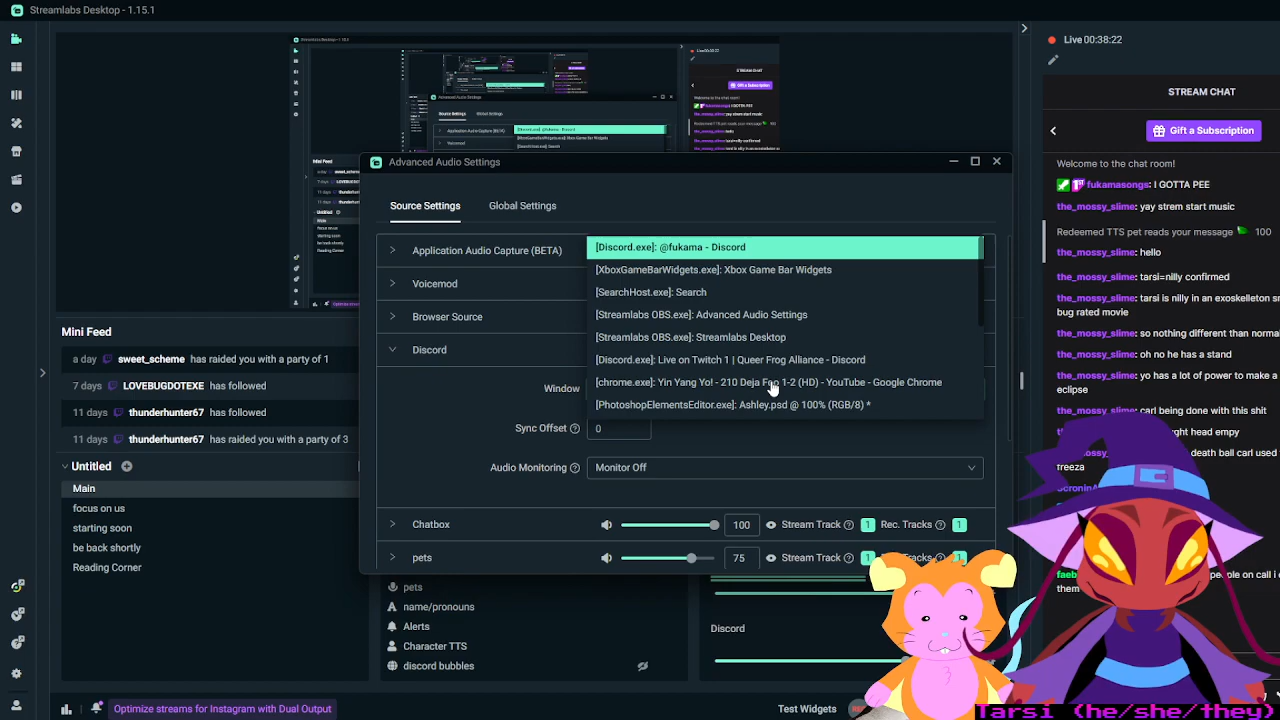 Streamlabs Desktop - 1.15.1
Live 00:38:22
STREAM CHAT
Gift a Subscription
Welcome to the chat room!
fukamasongs: I GOTTA PEE
the_mossy_slime: yay strem start music
Redeemed TTS pet reads your message 100
the_mossy_slime: hello
the_mossy_slime: tarsi=nilly confirmed
the_mossy_slime: tarsi is nilly in an exoskelleton s
bug rated movie
the_mossy_slime: so nothing different than norma
the_mossy_slime: oh no he has a stand
the_mossy_slime: yo has a lot of power to make a
the_mossy_slime: carl being done with this shit
ght head empty
death ball carl used
treeza
people on call i
them
Advanced Audio Settings
Source Settings
Global Settings
Application Audio Capture (BETA)
Voicemod
Browser Source
Discord
Window
[Discord.exe]: @fukama - Discord
[XboxGameBarWidgets.exe]: Xbox Game Bar Widgets
[SearchHost.exe]: Search
[Streamlabs OBS.exe]: Advanced Audio Settings
[Streamlabs OBS.exe]: Streamlabs Desktop
[Discord.exe]: Live on Twitch 1 | Queer Frog Alliance - Discord
[chrome.exe]: Yin Yang Yo! - 210 Deja Foo 1-2 (HD) - YouTube - Google Chrome
[PhotoshopElementsEditor.exe]: Ashley.psd @ 100% (RGB/8) *
Sync Offset
0
Audio Monitoring
Monitor Off
Chatbox
100
Stream Track
1
Rec. Tracks
1
pets
75
Stream Track
1
Mini Feed
a day sweet_scheme has raided you with a party of 1
7 days LOVEBUGDOTEXE has followed
11 days thunderhunter67 has followed
11 days thunderhunter67 has raided you with a party of 3
Untitled
Main
focus on us
starting soon
be back shortly
Reading Corner
pets
name/pronouns
Alerts
Character TTS
discord bubbles
Discord
Optimize streams for Instagram with Dual Output
Test Widgets
Tarsi (he/she/they)